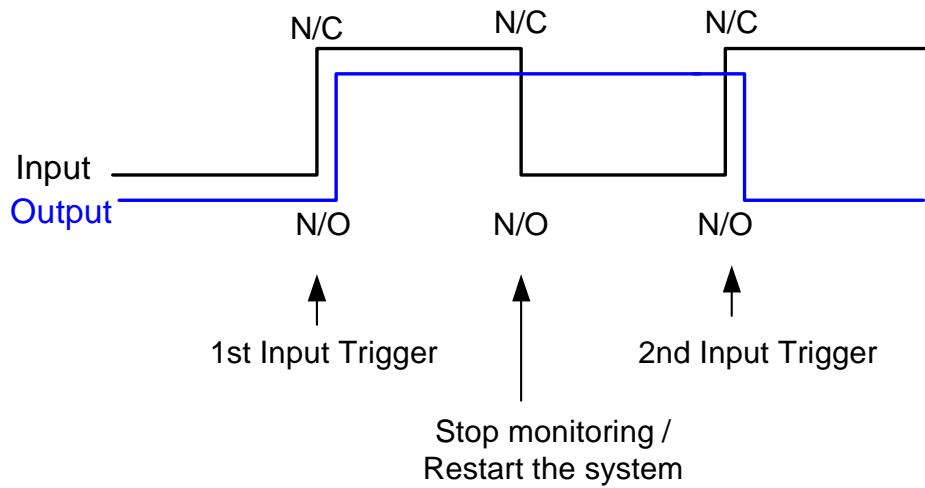 N/C N/C N/C
Input
Output
N/O N/O N/O
1st Input Trigger 2nd Input Trigger
Stop monitoring /
Restart the system